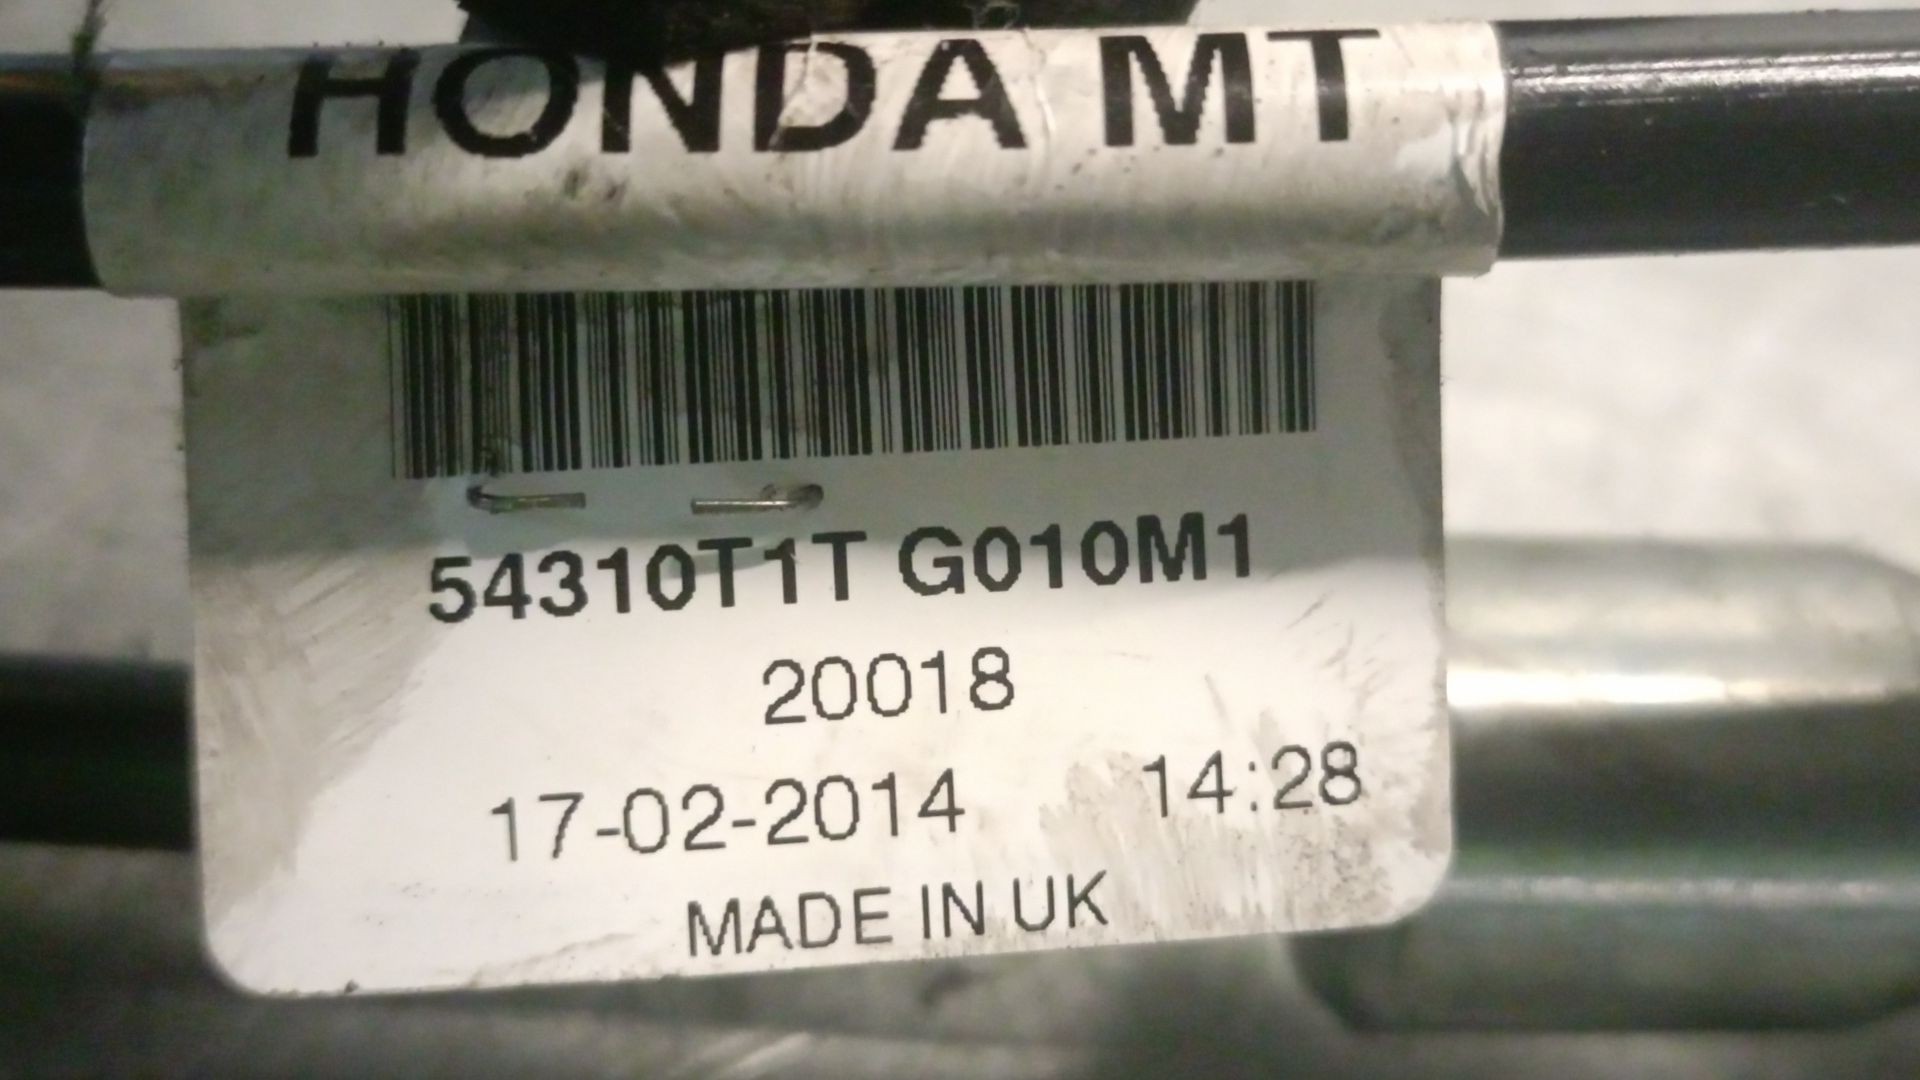 HONDA MT
54310T1T G010M1
20018
17-02-2014 14:28
MADE IN UK